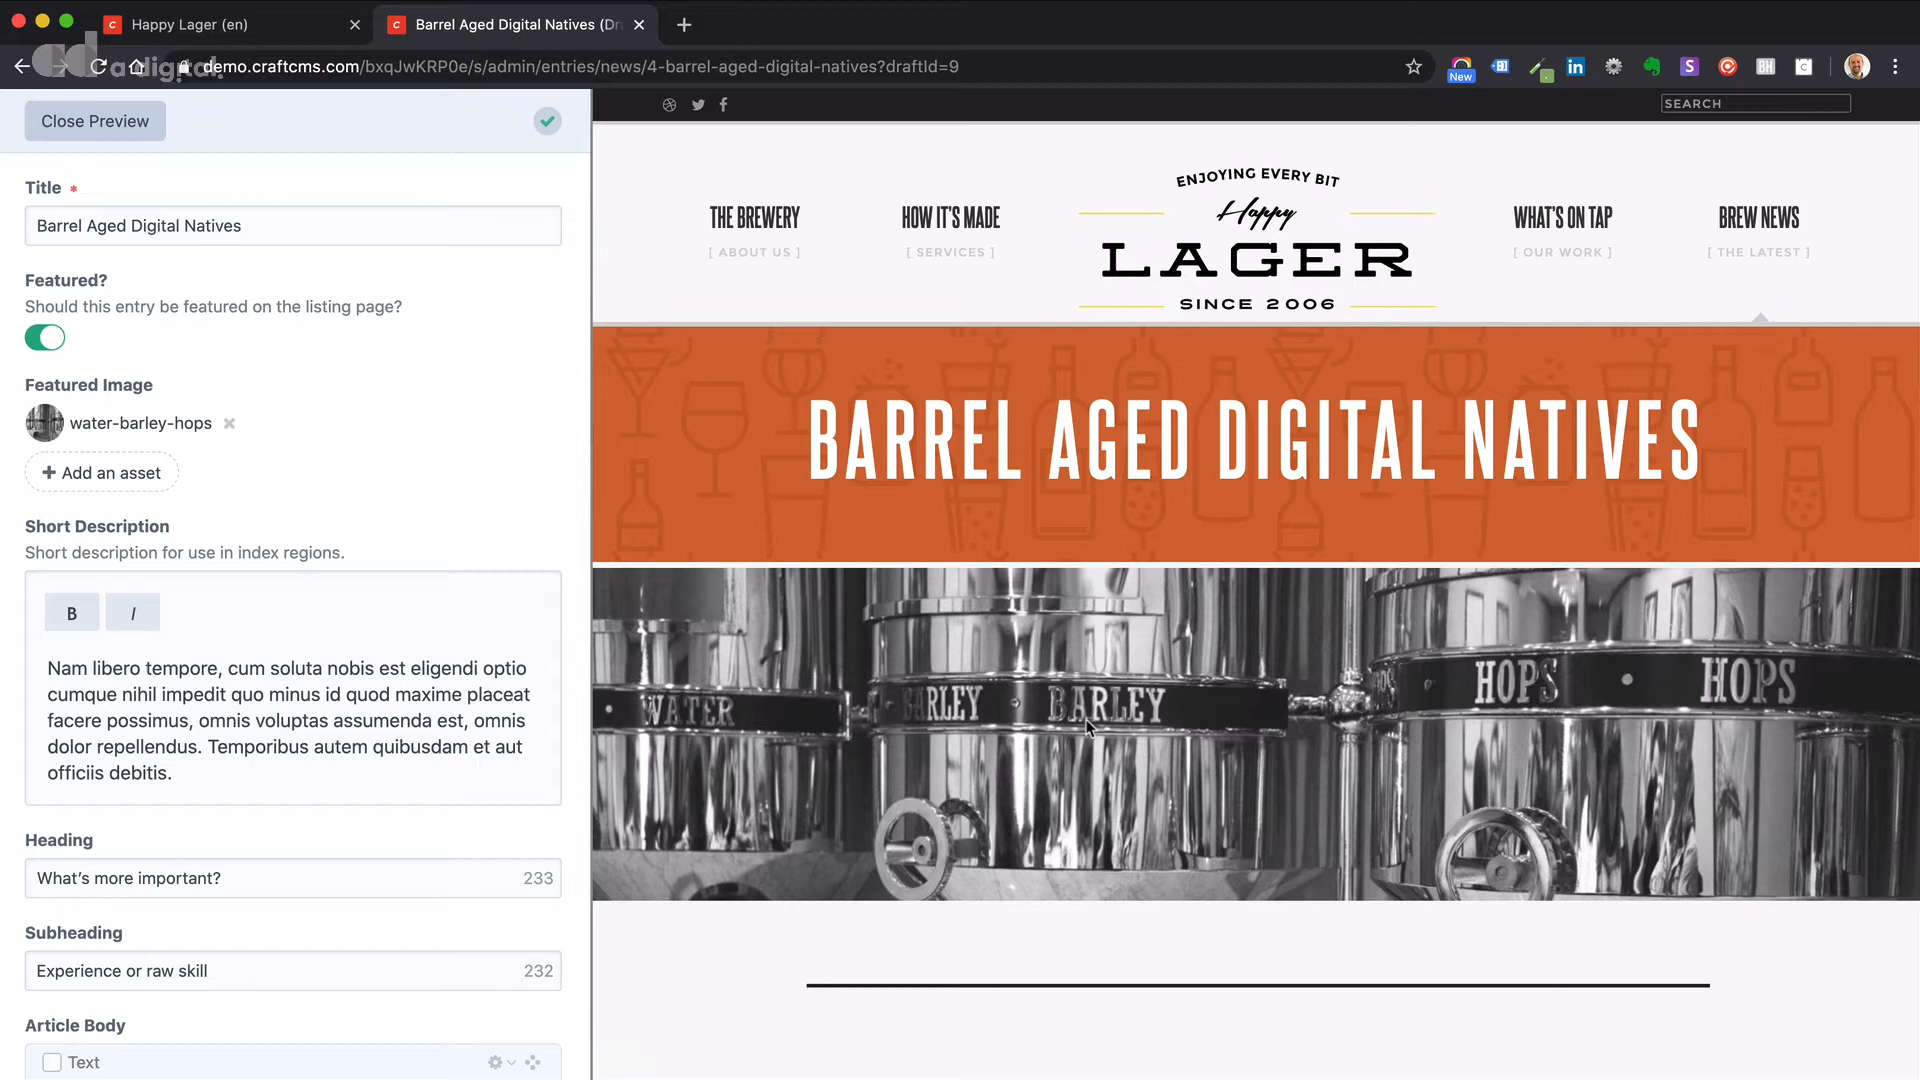 Happy Lager (en)
Barrel Aged Digital Natives (Dr
adigital
demo.craftcms.com/bxqJwKRP0e/s/admin/entries/news/4-barrel-aged-digital-natives?draftId=9
New
Close Preview
SEARCH
Title *
Barrel Aged Digital Natives
Featured?
Should this entry be featured on the listing page?
Featured Image
water-barley-hops
+ Add an asset
Short Description
Short description for use in index regions.
B I
Nam libero tempore, cum soluta nobis est eligendi optio
cumque nihil impedit quo minus id quod maxime placeat
facere possimus, omnis voluptas assumenda est, omnis
dolor repellendus. Temporibus autem quibusdam et aut
officiis debitis.
Heading
What’s more important? 233
Subheading
Experience or raw skill 232
Article Body
Text
THE BREWERY
[ ABOUT US ]
HOW IT'S MADE
[ SERVICES ]
ENJOYING EVERY BIT
Happy
LAGER
SINCE 2006
WHAT'S ON TAP
[ OUR WORK ]
BREW NEWS
[ THE LATEST ]
BARREL AGED DIGITAL NATIVES
WATER
BARLEY BARLEY
HOPS HOPS